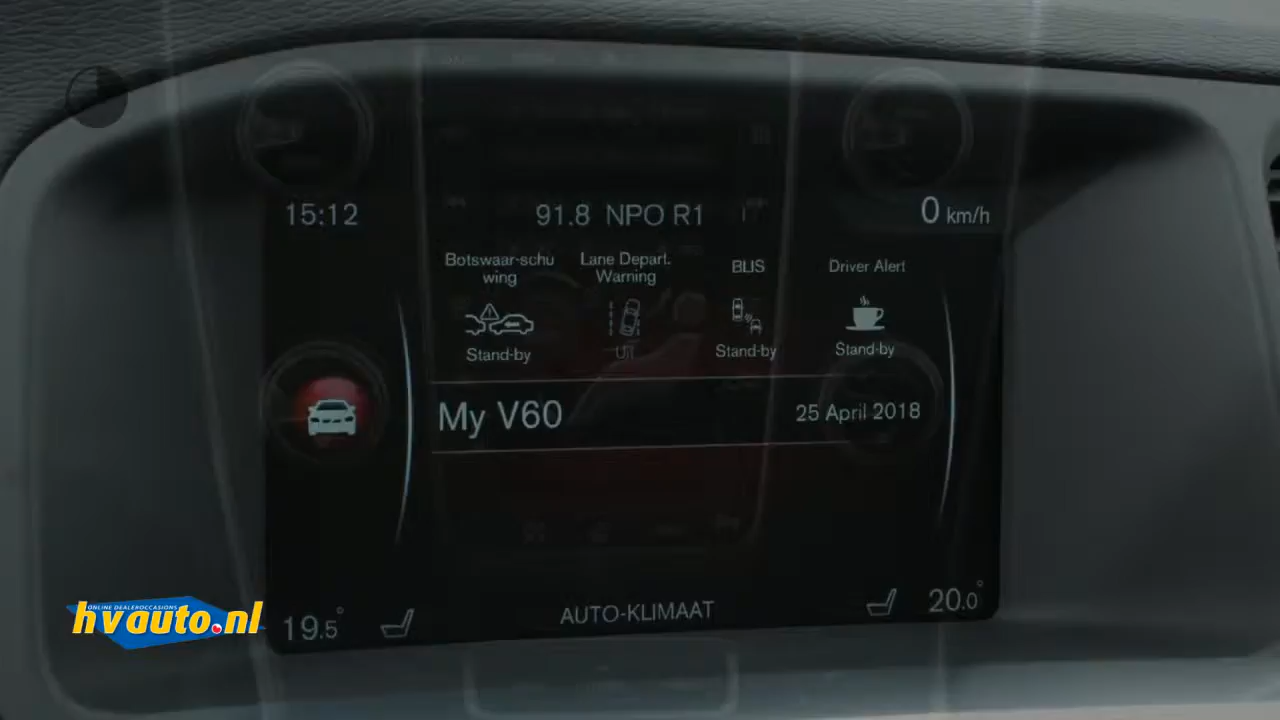 15:12
91.8 NPO R1
0 km/h
Botswaar-schu
wing
Lane Depart.
Warning
BLIS
Driver Alert
Stand-by
Uit
Stand-by
Stand-by
My V60
25 April 2018
ONLINE DEALEROCCASIONS
hvauto.nl
19.5°
AUTO-KLIMAAT
20.0°